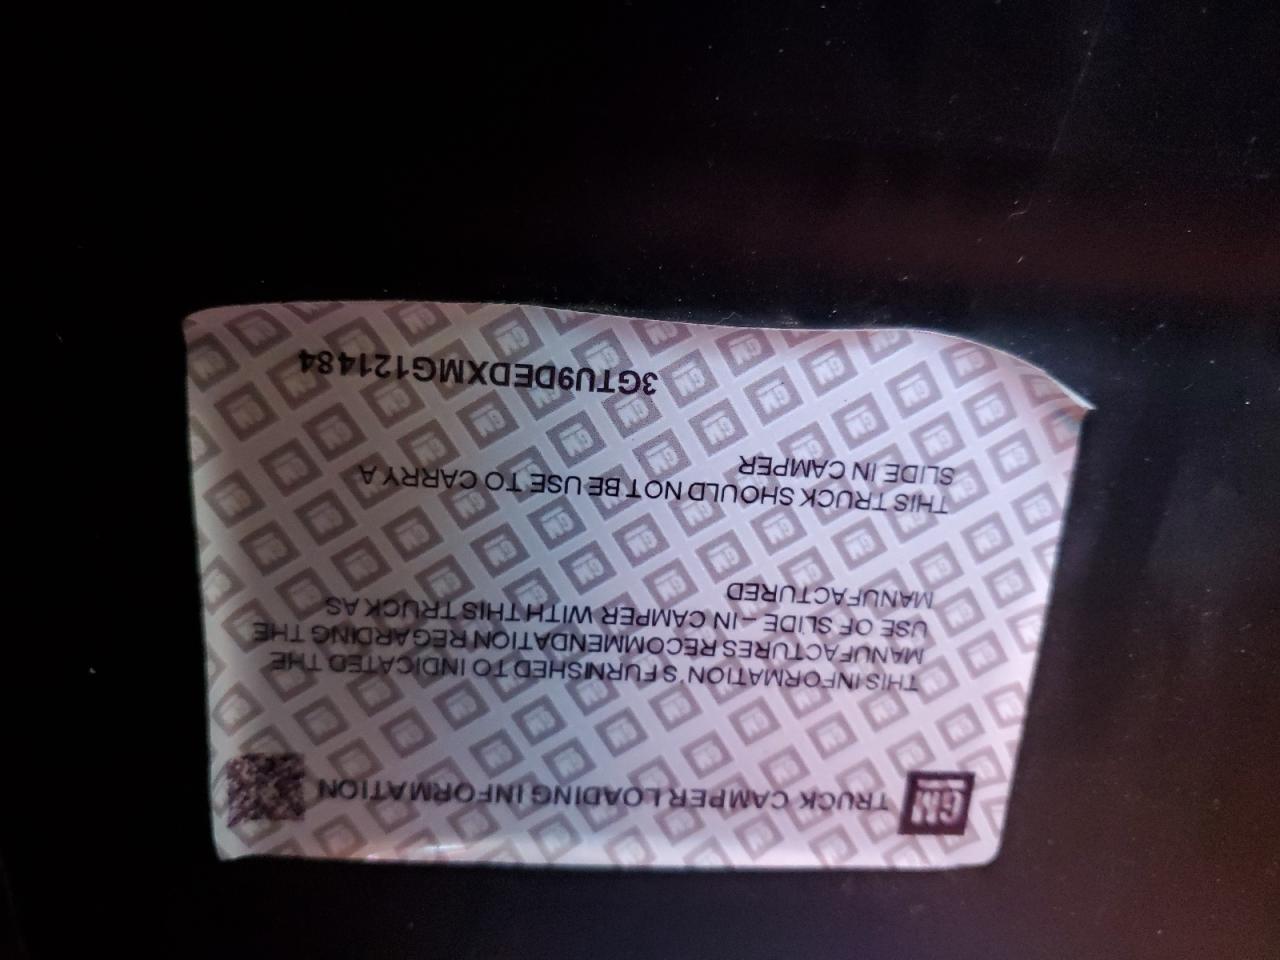 GM TRUCK CAMPER LOADING INFORMATION
THIS INFORMATION'S FURNISHED TO INDICATED THE
MANUFACTURES RECOMMENDATION REGARDING THE
USE OF SLIDE - IN CAMPER WITH THIS TRUCK AS
MANUFACTURED
THIS TRUCK SHOULD NOT BE USE TO CARRY A
SLIDE IN CAMPER
3GTU9DEDXMG121484